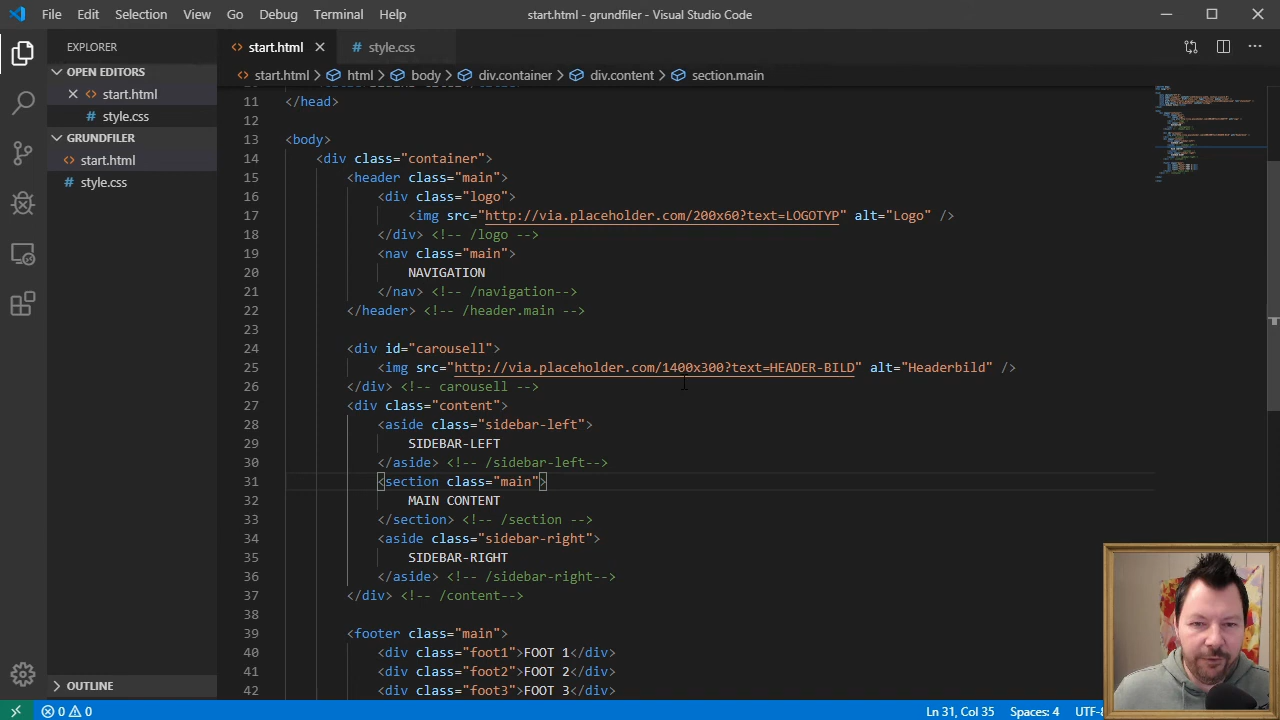 File Edit Selection View Go Debug Terminal Help
start.html - grundfiler - Visual Studio Code
EXPLORER
OPEN EDITORS
start.html
style.css
GRUNDFILER
start.html
style.css
OUTLINE
start.html
style.css
start.html > html > body > div.container > div.content > section.main
11 </head>
12
13 <body>
14 <div class="container">
15 <header class="main">
16 <div class="logo">
17 <img src="http://via.placeholder.com/200x60?text=LOGOTYP" alt="Logo" />
18 </div> <!-- /logo -->
19 <nav class="main">
20 NAVIGATION
21 </nav> <!-- /navigation-->
22 </header> <!-- /header.main -->
23
24 <div id="carousell">
25 <img src="http://via.placeholder.com/1400x300?text=HEADER-BILD" alt="Headerbild" />
26 </div> <!-- carousell -->
27 <div class="content">
28 <aside class="sidebar-left">
29 SIDEBAR-LEFT
30 </aside> <!-- /sidebar-left-->
31 <section class="main">
32 MAIN CONTENT
33 </section> <!-- /section -->
34 <aside class="sidebar-right">
35 SIDEBAR-RIGHT
36 </aside> <!-- /sidebar-right-->
37 </div> <!-- /content-->
38
39 <footer class="main">
40 <div class="foot1">FOOT 1</div>
41 <div class="foot2">FOOT 2</div>
42 <div class="foot3">FOOT 3</div>
0 0 Ln 31, Col 35 Spaces: 4